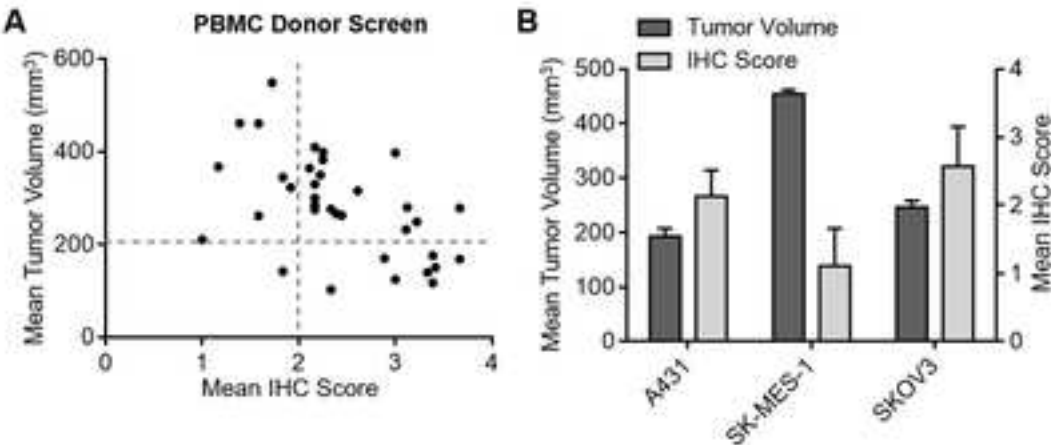 A
PBMC Donor Screen
Mean Tumor Volume (mm³)
600
400
200
0
0 1 2 3 4
Mean IHC Score
B
Tumor Volume
IHC Score
Mean Tumor Volume (mm³)
500
400
300
200
100
0
4
3
2
1
0
Mean IHC Score
A431
SK-MES-1
SKOV3